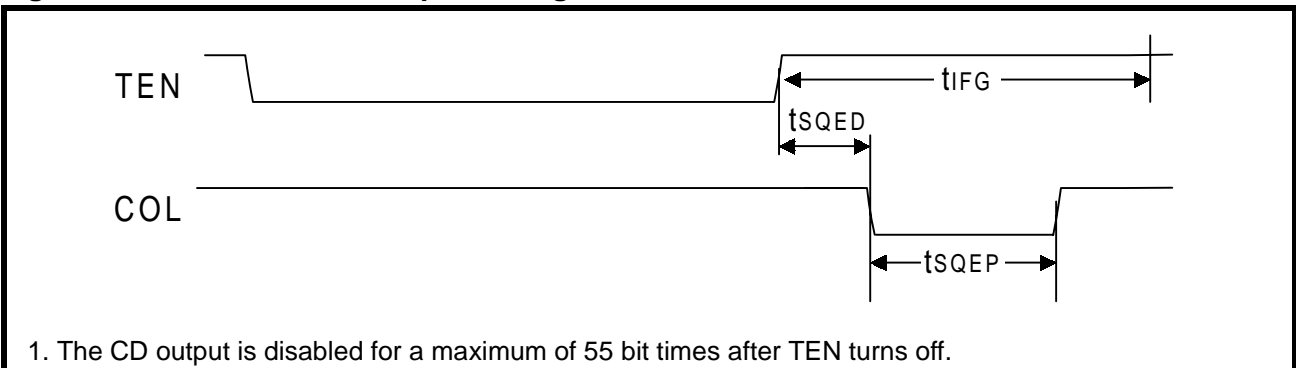 TEN
tIFG
tSQED
COL
tSQEP
1. The CD output is disabled for a maximum of 55 bit times after TEN turns off.